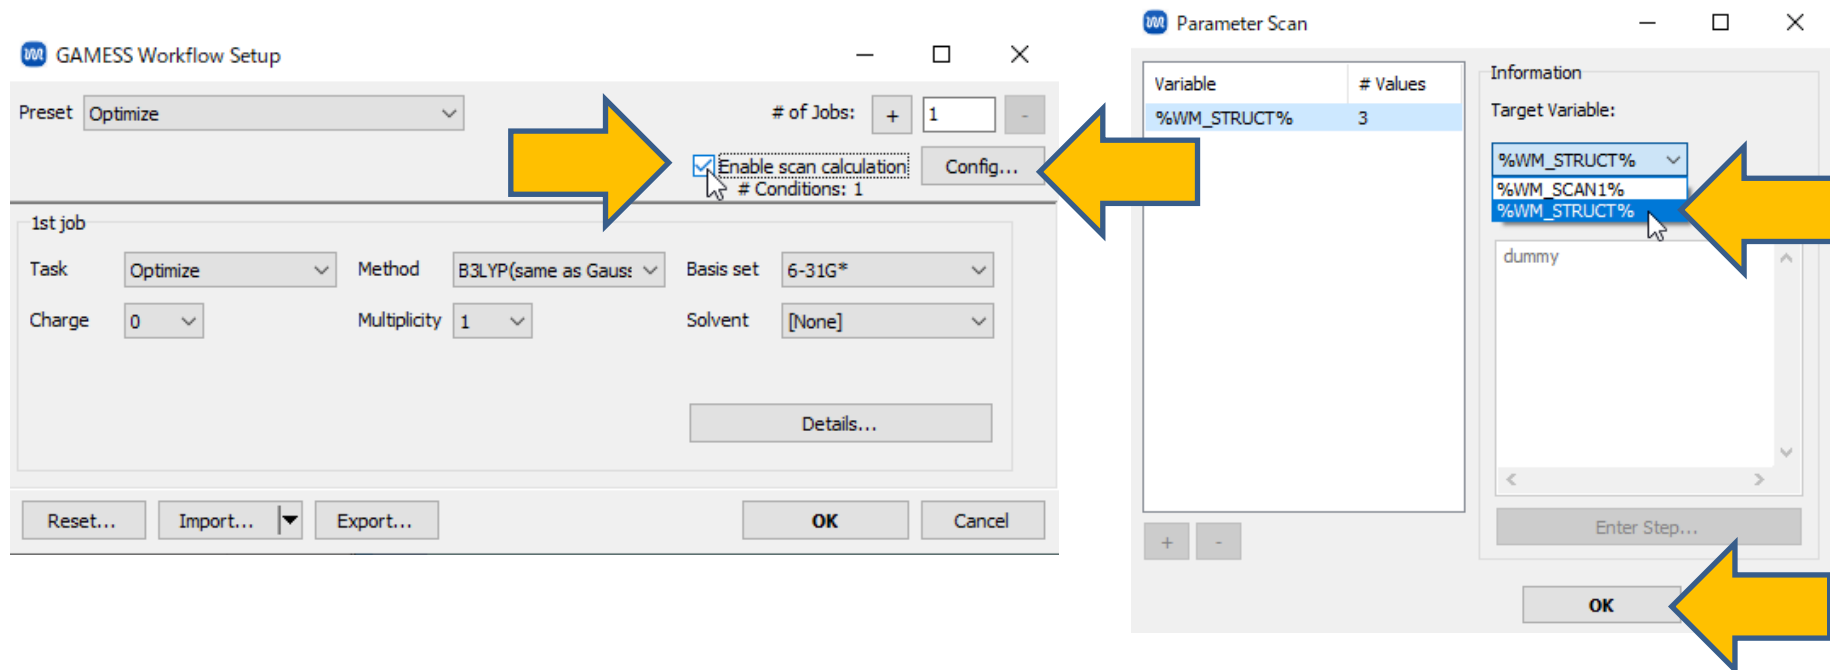 GAMESS Workflow Setup
Preset Optimize
# of Jobs: + 1 -
Enable scan calculation Config...
# Conditions: 1
1st job
Task Optimize Method B3LYP(same as Gauss Basis set 6-31G*
Charge 0 Multiplicity 1 Solvent [None]
Details...
Reset... Import... Export... OK Cancel
Parameter Scan
Variable # Values
%WM_STRUCT% 3
+ -
Information
Target Variable:
%WM_STRUCT%
%WM_SCAN1%
%WM_STRUCT%
dummy
Enter Step...
OK